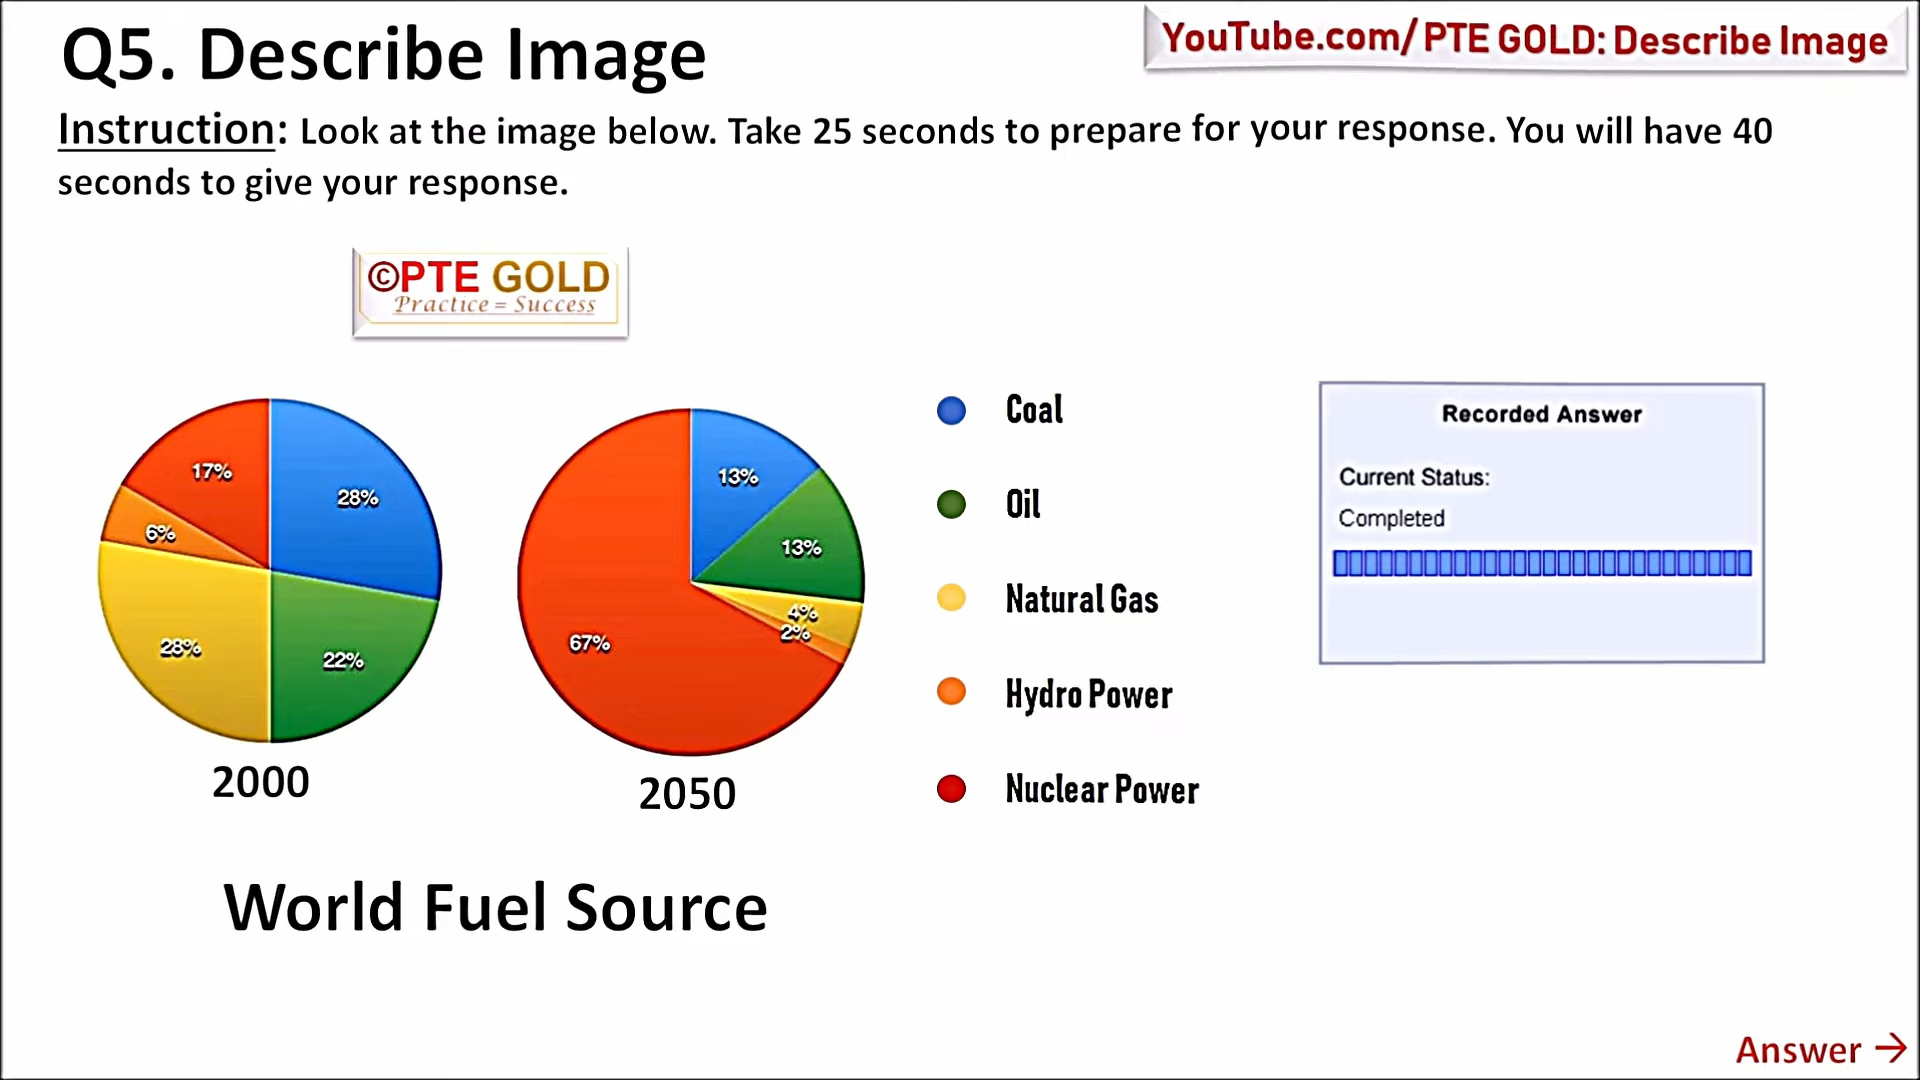 Q5. Describe Image
YouTube.com/ PTE GOLD: Describe Image
Instruction: Look at the image below. Take 25 seconds to prepare for your response. You will have 40
seconds to give your response.
©PTE GOLD
Practice = Success
17%
28%
6%
28%
22%
2000
13%
13%
4%
2%
67%
2050
Coal
Oil
Natural Gas
Hydro Power
Nuclear Power
Recorded Answer
Current Status:
Completed
World Fuel Source
Answer →